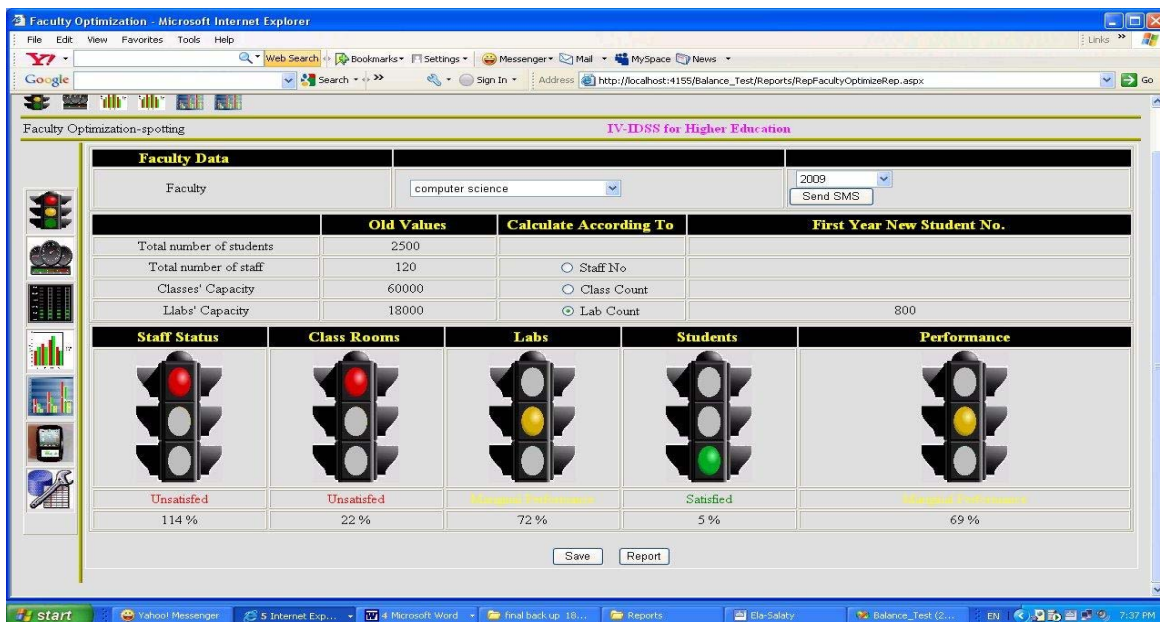 Faculty Optimization - Microsoft Internet Explorer
File Edit View Favorites Tools Help Links »
Y! Web Search Bookmarks Settings Messenger Mail MySpace News
Google Search » Sign In Address http://localhost:4155/Balance_Test/Reports/RepFacultyOptimizeRep.aspx Go
Faculty Optimization-spotting IV-IDSS for Higher Education
Faculty Data
Faculty computer science 2009
Send SMS
Old Values Calculate According To First Year New Student No.
Total number of students 2500
Total number of staff 120 Staff No
Classes' Capacity 60000 Class Count
Llabs' Capacity 18000 Lab Count 800
Staff Status Class Rooms Labs Students Performance
Unsatisfed Unsatisfed Marginal Performance Satisfied Marginal Performance
114 % 22 % 72 % 5 % 69 %
Save Report
start Yahoo! Messenger 5 Internet Exp... 4 Microsoft Word final back up 18... Reports Ela-Salaty Balance_Test (2... EN 7:37 PM